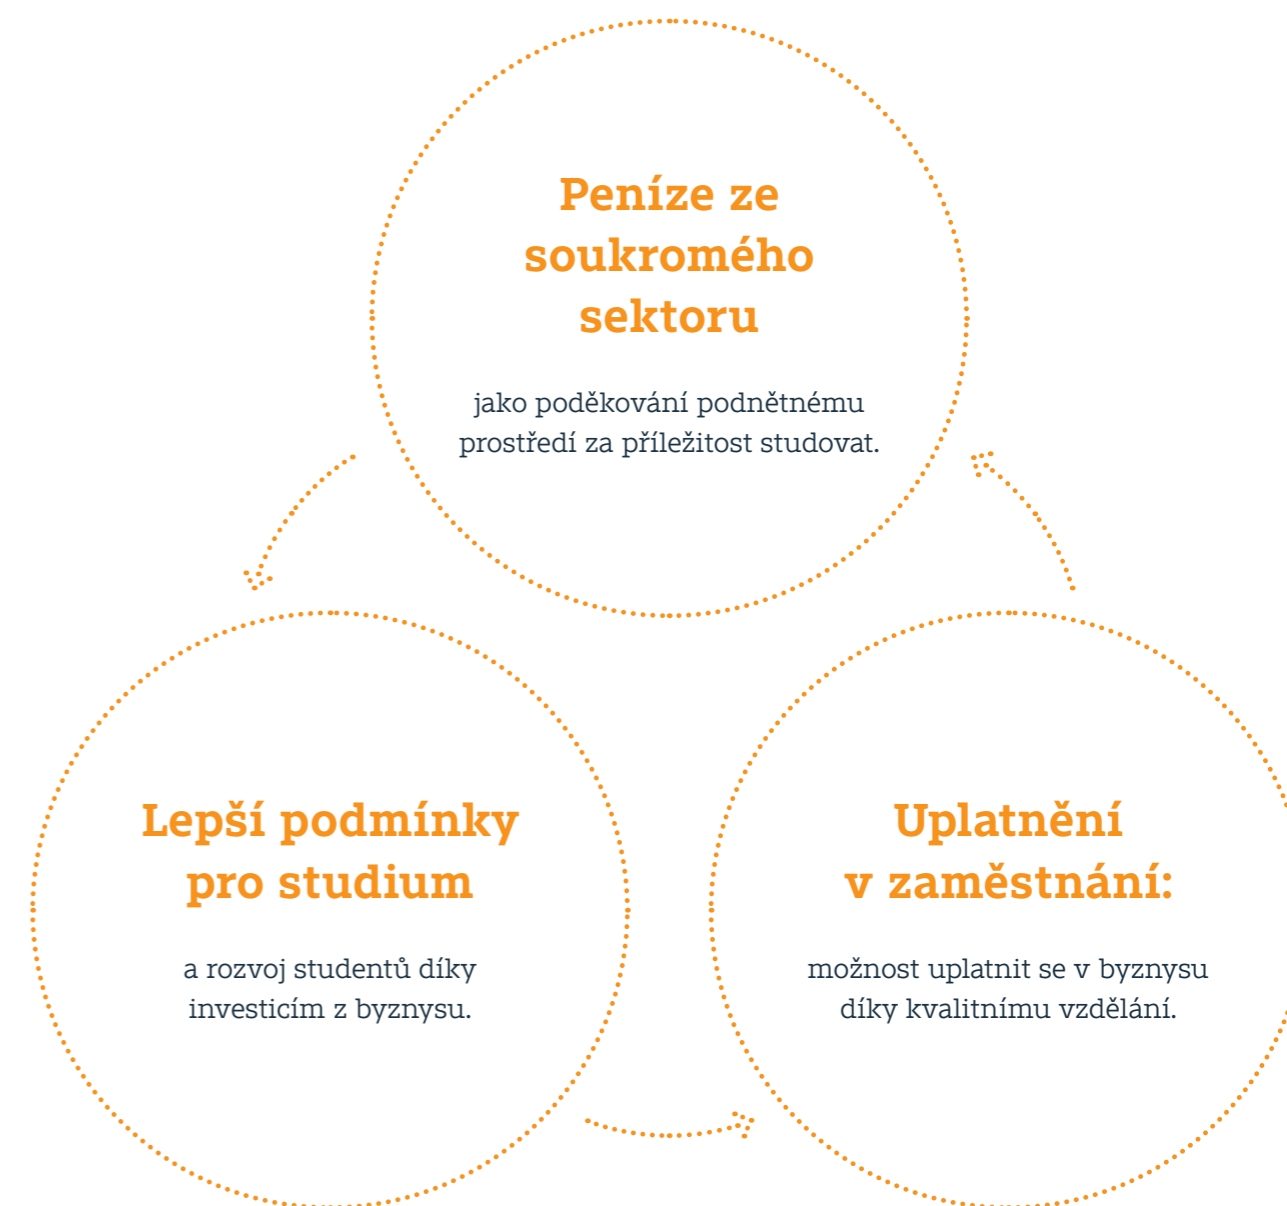 Peníze ze
soukromého
sektoru
jako poděkování podnětnému
prostředí za příležitost studovat.
Lepší podmínky
pro studium
a rozvoj studentů díky
investicím z byznysu.
Uplatnění
v zaměstnání:
možnost uplatnit se v byznysu
díky kvalitnímu vzdělání.